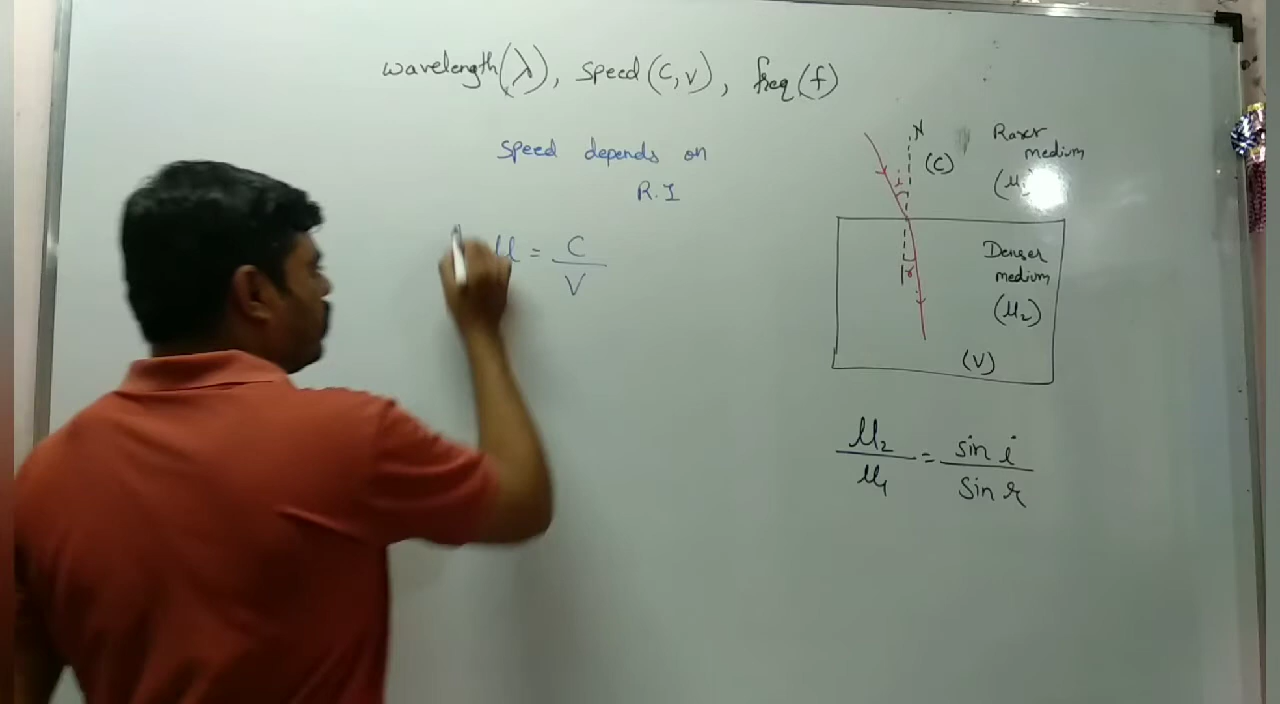 wavelength(λ), speed(C,V), freq(f)
Speed depends on
R.I
μ = C
V
N
i
(C)
Rarer
medium
(μ
Denser
medium
(μ2)
r
(V)
μ2 = sin i
μ1 sin r